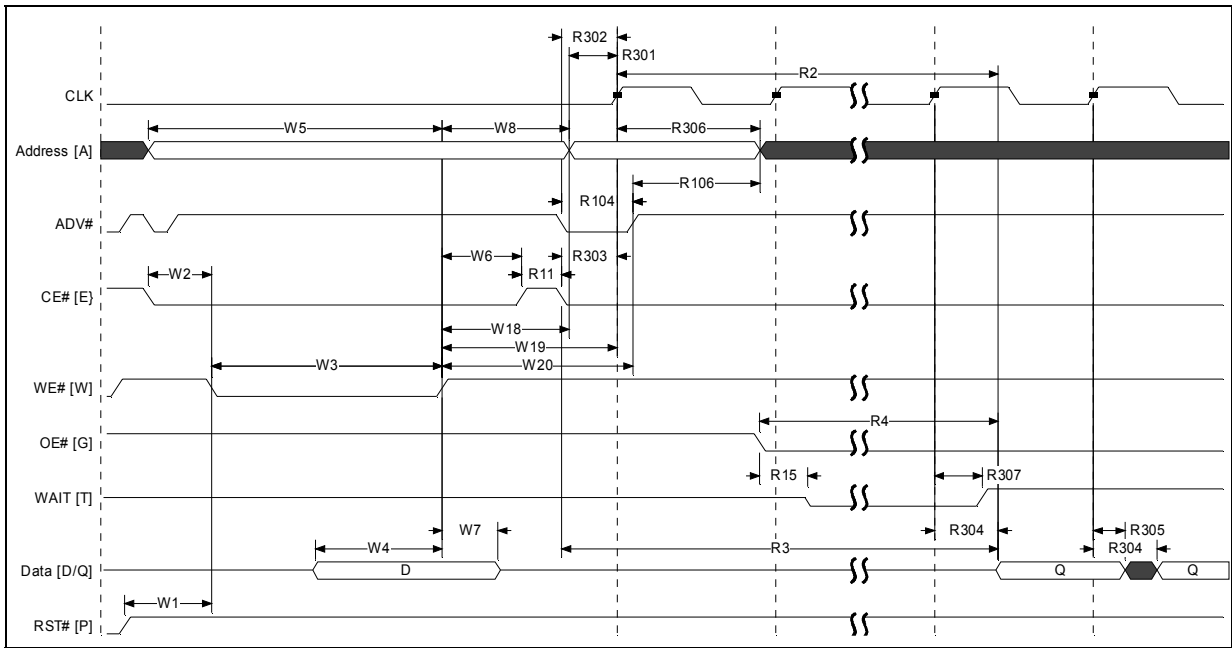 R302
R301
R2
CLK
W5
W8
R306
Address [A]
R106
R104
ADV#
W6
R303
W2
R11
CE# [E}
W18
W19
W3
W20
WE# [W]
R4
OE# [G]
R15
R307
WAIT [T]
W7
R304
R305
W4
R3
R304
Data [D/Q]
D
Q
Q
W1
RST# [P]